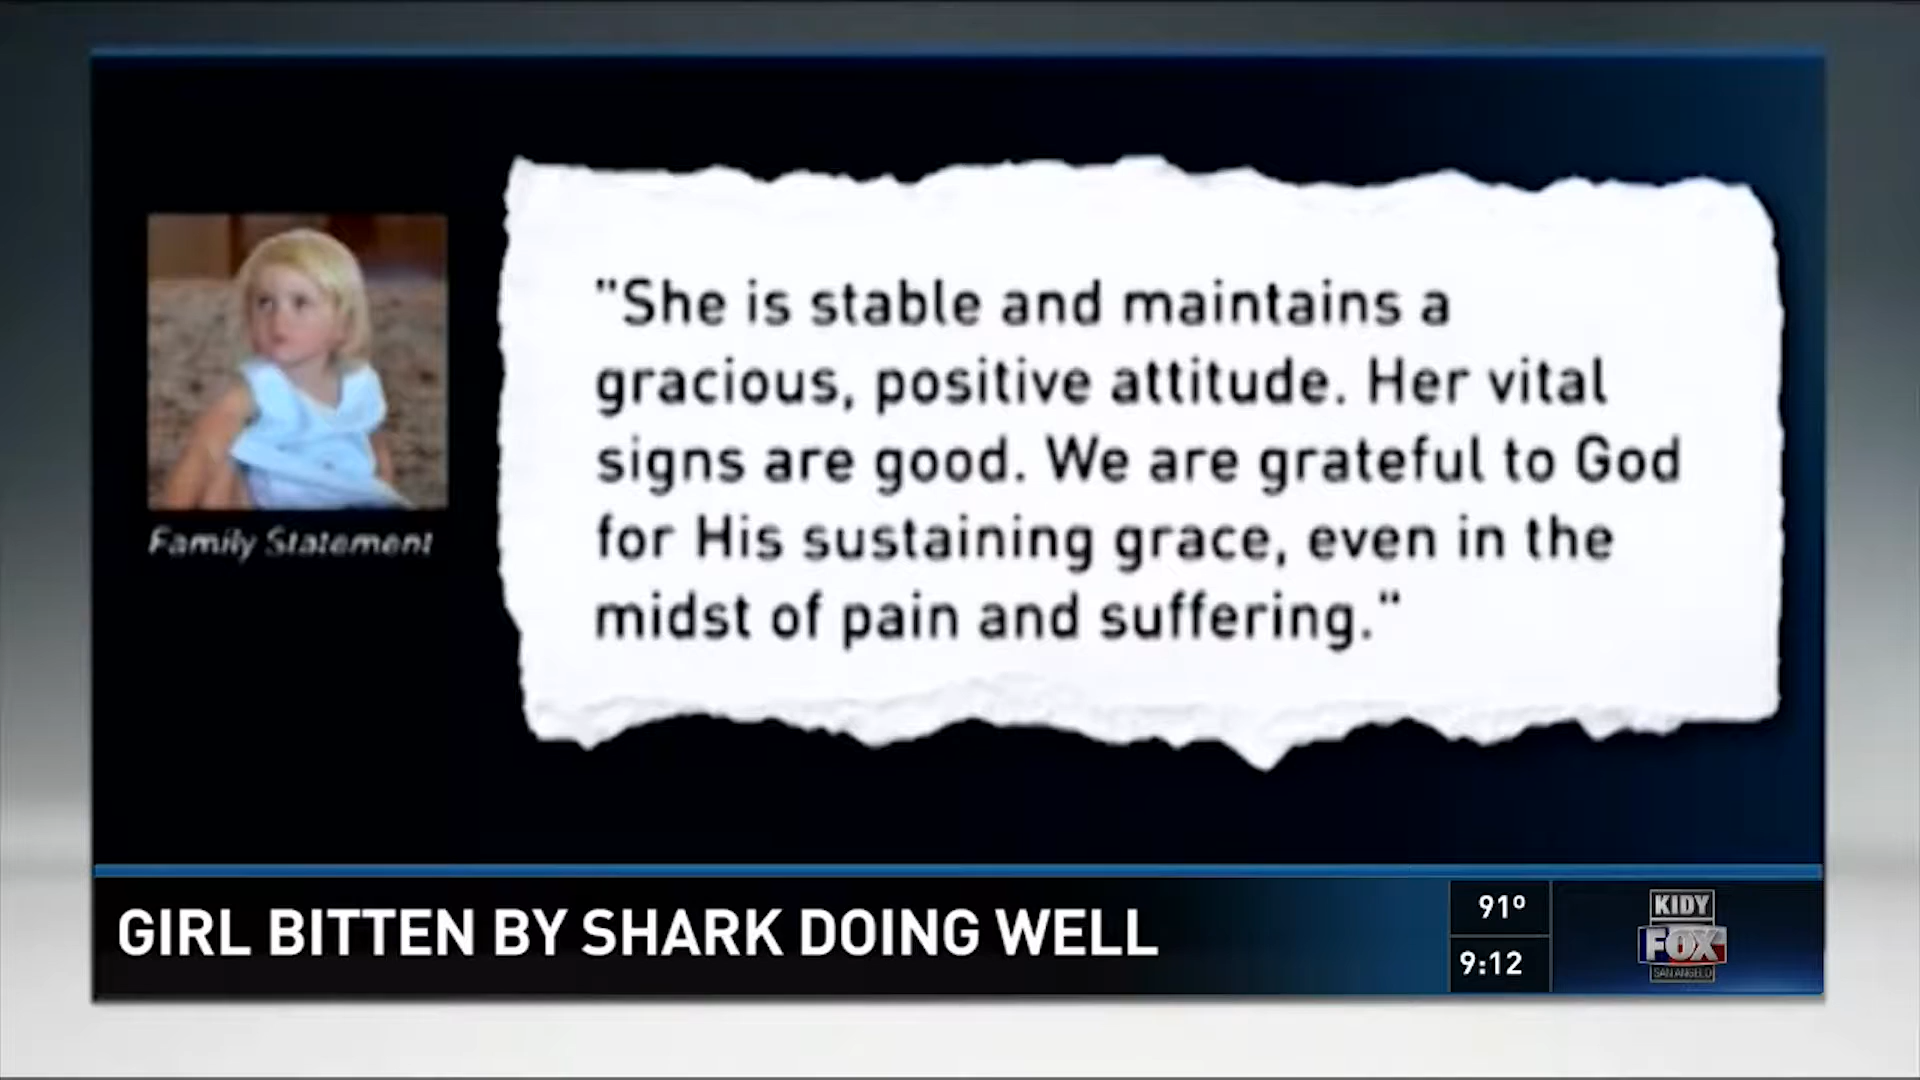 "She is stable and maintains a
gracious, positive attitude. Her vital
signs are good. We are grateful to God
for His sustaining grace, even in the
midst of pain and suffering."
Family Statement
GIRL BITTEN BY SHARK DOING WELL
91°
9:12
KIDY
FOX
SAN ANGELO